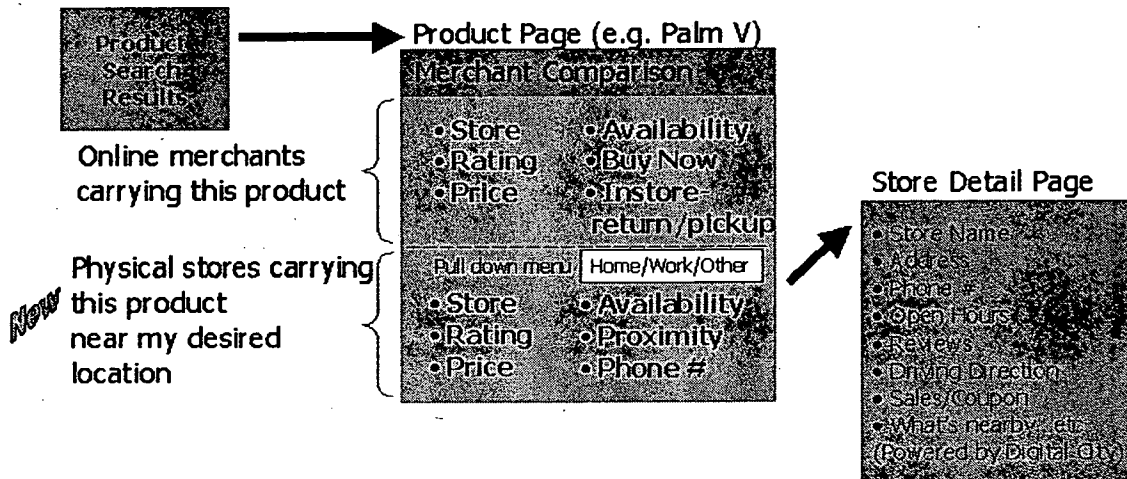 Product
Search
Results
Product Page (e.g. Palm V)
Merchant Comparison
Online merchants
carrying this product
•Store
•Rating
•Price
•Availability
•Buy Now
•Instore-
return/pickup
New
Physical stores carrying
this product
near my desired
location
Pull down menu
Home/Work/Other
•Store
•Rating
•Price
•Availability
•Proximity
•Phone #
Store Detail Page
•Store Name
•Address
•Phone #
•Open Hours
•Reviews
•Driving Direction
•Sales/Coupon
•What's nearby...etc
(Powered by Digital City)